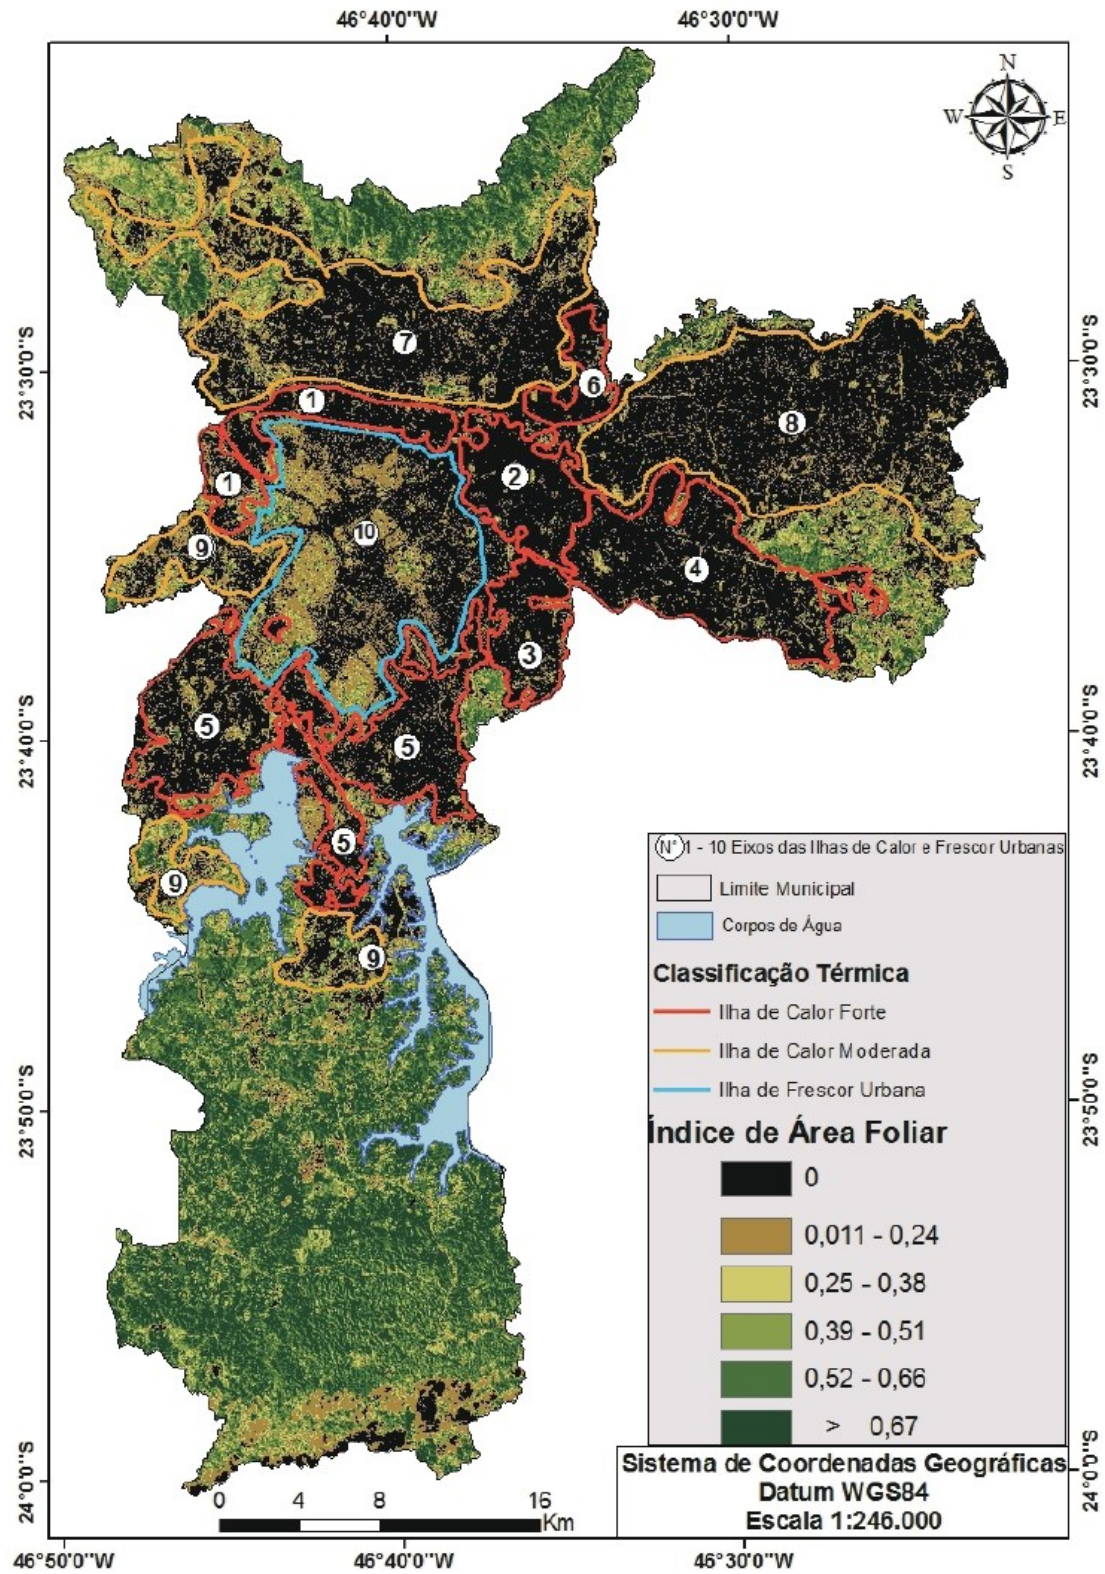 46°40'0"W
46°30'0"W
N
W
E
S
7
1
6
8
1
2
10
9
4
3
5
5
5
9
9
23°30'0"S
23°30'0"S
23°40'0"S
23°40'0"S
23°50'0"S
23°50'0"S
24°0'0"S
24°0'0"S
N° 1 - 10 Eixos das Ilhas de Calor e Frescor Urbanas
Limite Municipal
Corpos de Água
Classificação Térmica
Ilha de Calor Forte
Ilha de Calor Moderada
Ilha de Frescor Urbana
Índice de Área Foliar
0
0,011 - 0,24
0,25 - 0,38
0,39 - 0,51
0,52 - 0,66
> 0,67
Sistema de Coordenadas Geográficas
Datum WGS84
Escala 1:246.000
0 4 8 16
Km
46°50'0"W
46°40'0"W
46°30'0"W